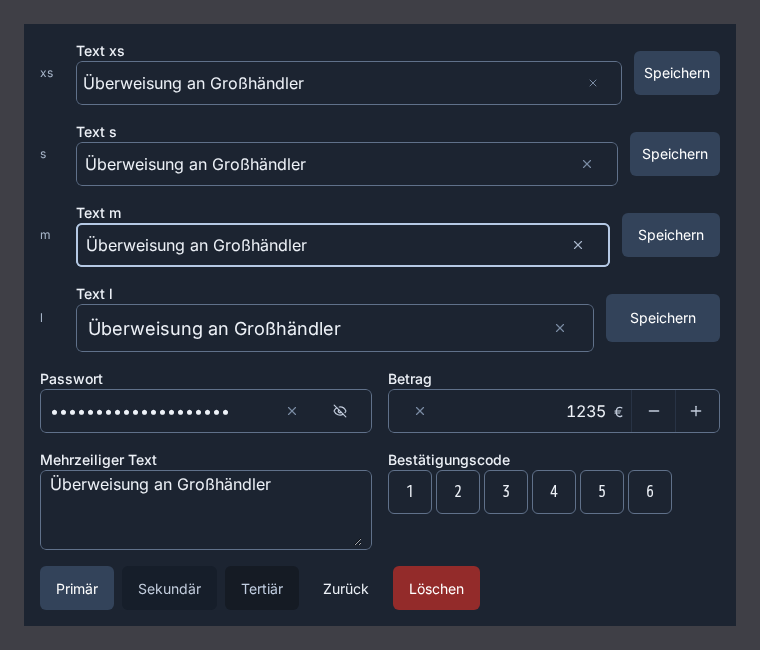 Text xs
xs
Überweisung an Großhändler
Speichern
Text s
s
Überweisung an Großhändler
Speichern
Text m
m
Überweisung an Großhändler
Speichern
Text l
l
Überweisung an Großhändler
Speichern
Passwort
Betrag
1235 €
Mehrzeiliger Text
Bestätigungscode
Überweisung an Großhändler
1 2 3 4 5 6
Primär Sekundär Tertiär Zurück Löschen